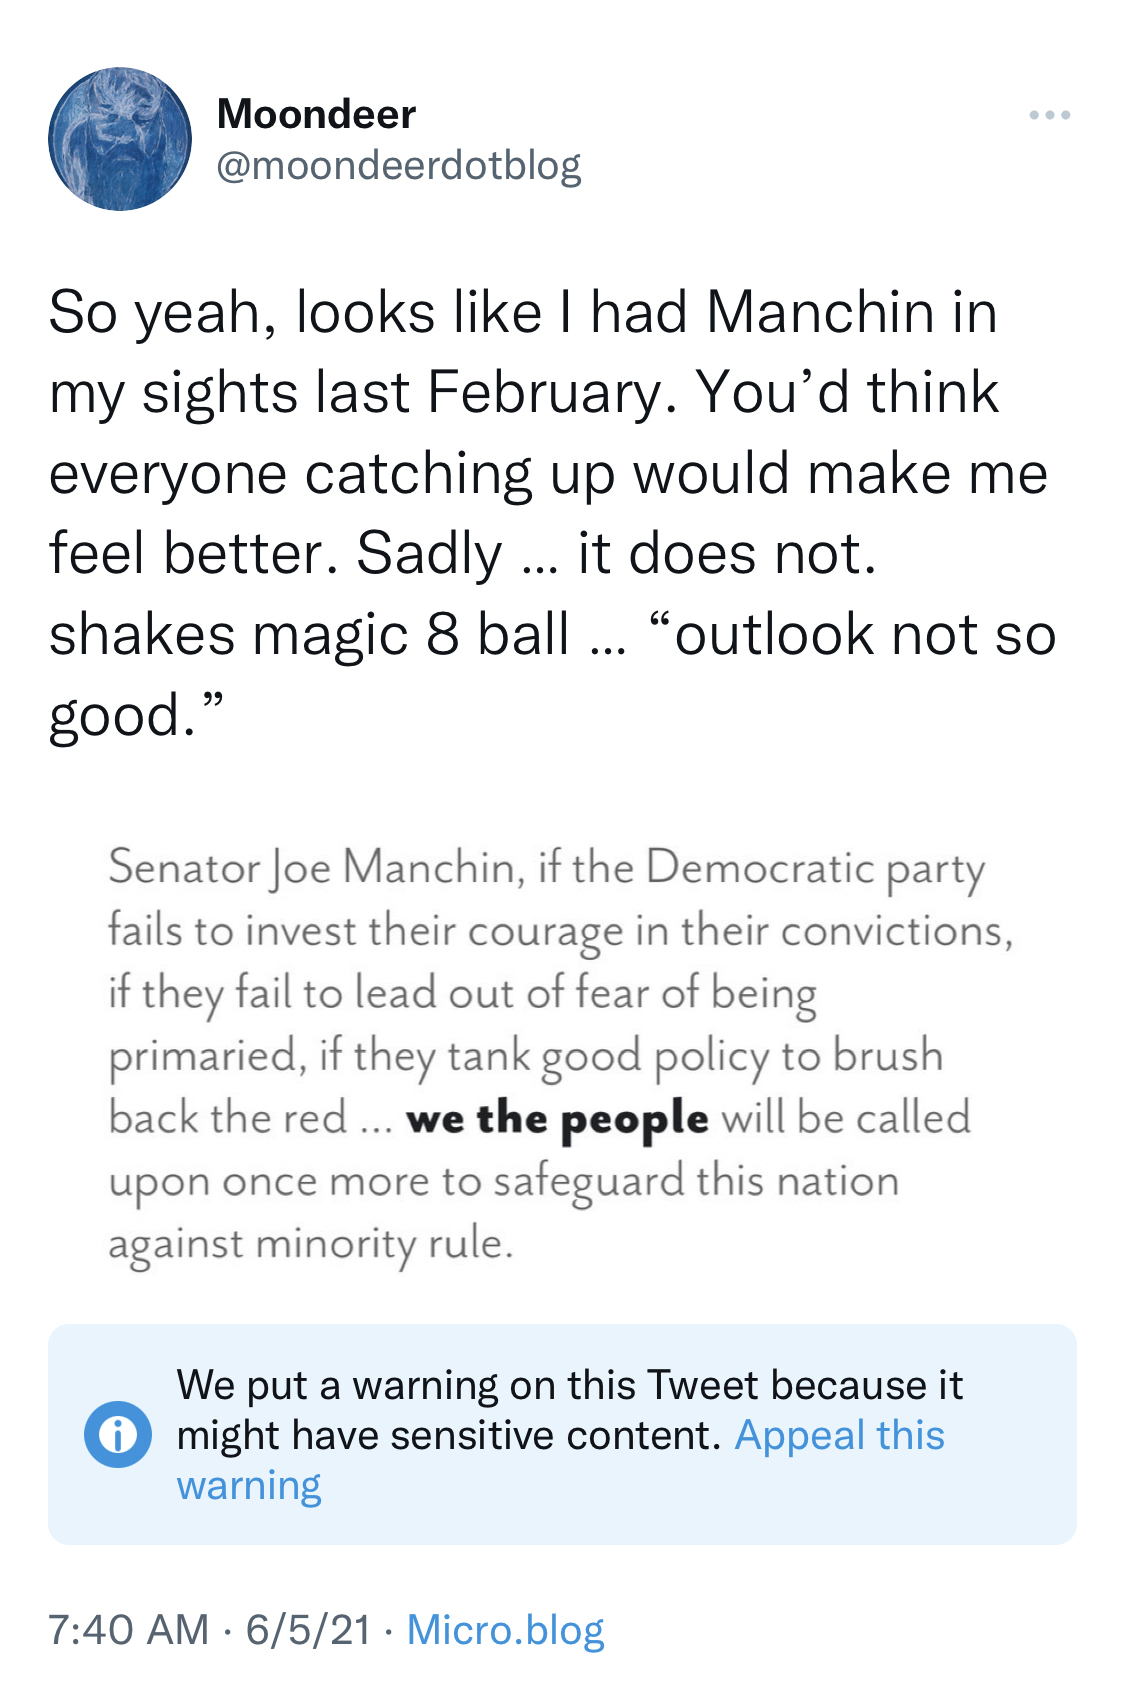 Moondeer
@moondeerdotblog
So yeah, looks like I had Manchin in
my sights last February. You’d think
everyone catching up would make me
feel better. Sadly ... it does not.
shakes magic 8 ball ... “outlook not so
good.”
Senator Joe Manchin, if the Democratic party
fails to invest their courage in their convictions,
if they fail to lead out of fear of being
primaried, if they tank good policy to brush
back the red ... we the people will be called
upon once more to safeguard this nation
against minority rule.
We put a warning on this Tweet because it
might have sensitive content. Appeal this
warning
7:40 AM · 6/5/21 · Micro.blog